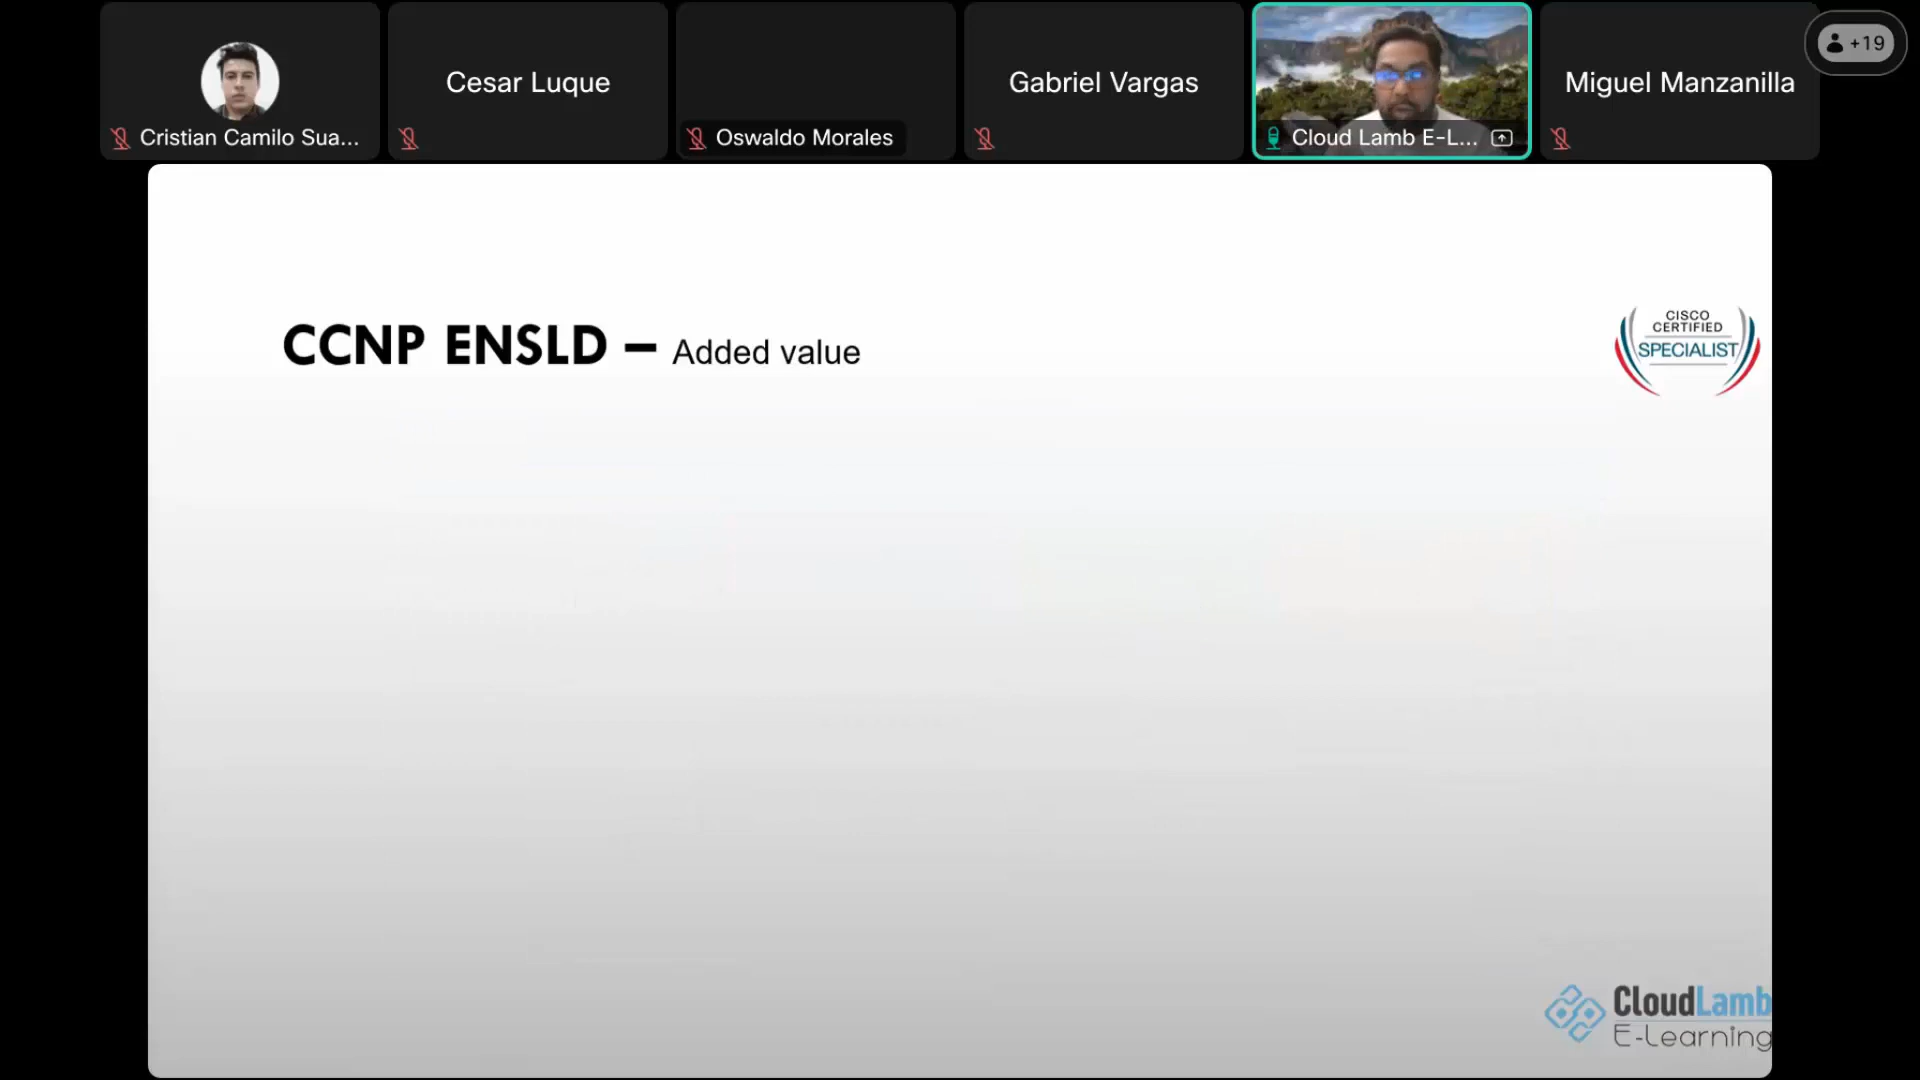 Cristian Camilo Sua...
Cesar Luque
Oswaldo Morales
Gabriel Vargas
Cloud Lamb E-L...
Miguel Manzanilla
+19
CCNP ENSLD – Added value
CISCO
CERTIFIED
SPECIALIST
CloudLamb
E-Learning